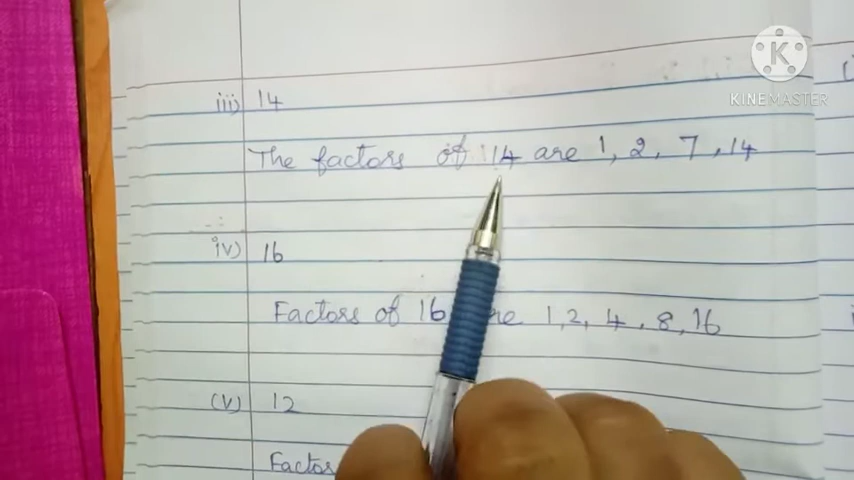 KINEMASTER
iii) 14
The factors of 14 are 1, 2, 7, 14
iv) 16
Factors of 16 are 1, 2, 4, 8, 16
(v) 12
Factors